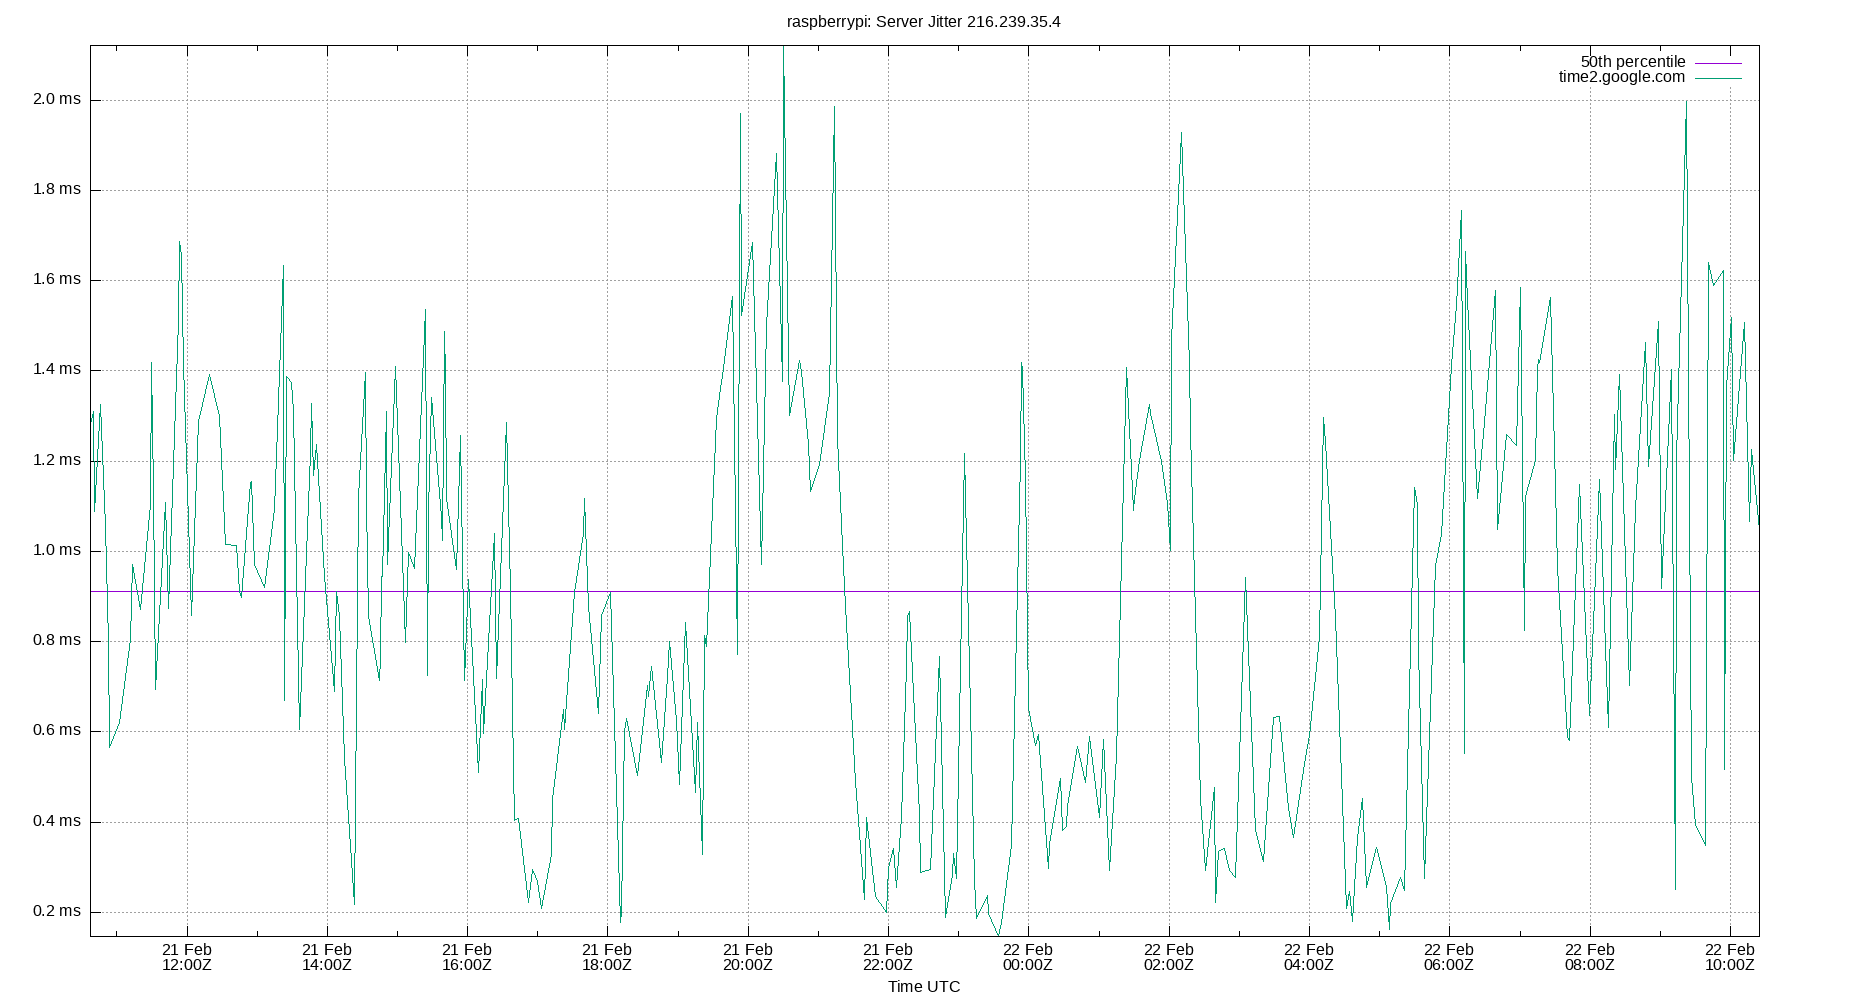 raspberrypi: Server Jitter 216.239.35.4
50th percentile
time2.google.com
2.0 ms
1.8 ms
1.6 ms
1.4 ms
1.2 ms
1.0 ms
0.8 ms
0.6 ms
0.4 ms
0.2 ms
21 Feb 21 Feb 21 Feb 21 Feb 21 Feb 21 Feb 22 Feb 22 Feb 22 Feb 22 Feb 22 Feb 22 Feb
12:00Z 14:00Z 16:00Z 18:00Z 20:00Z 22:00Z 00:00Z 02:00Z 04:00Z 06:00Z 08:00Z 10:00Z
Time UTC